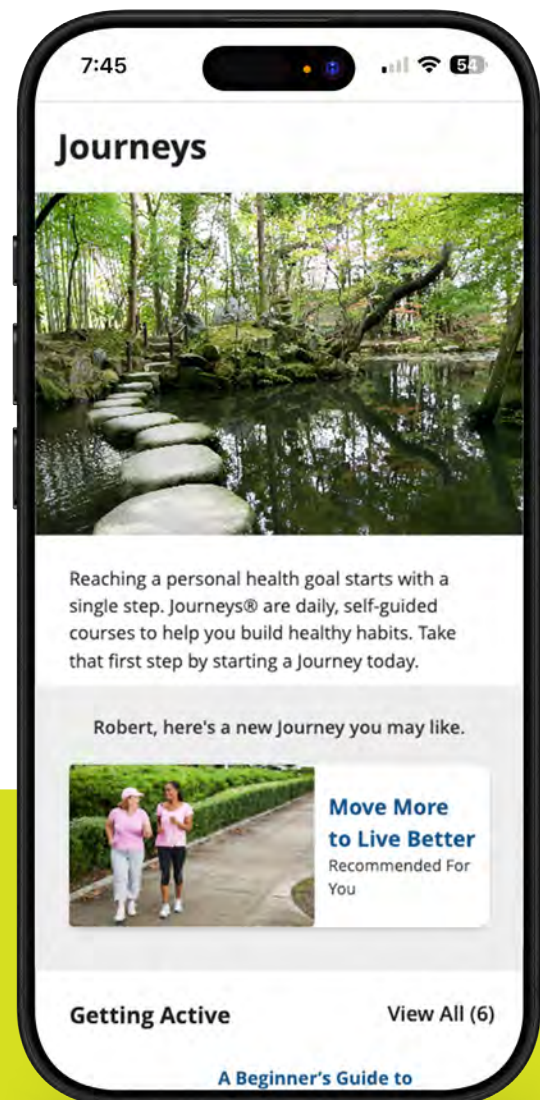 7:45
54
Journeys
Reaching a personal health goal starts with a
single step. Journeys® are daily, self-guided
courses to help you build healthy habits. Take
that first step by starting a Journey today.
Robert, here's a new Journey you may like.
Move More
to Live Better
Recommended For
You
Getting Active View All (6)
A Beginner's Guide to